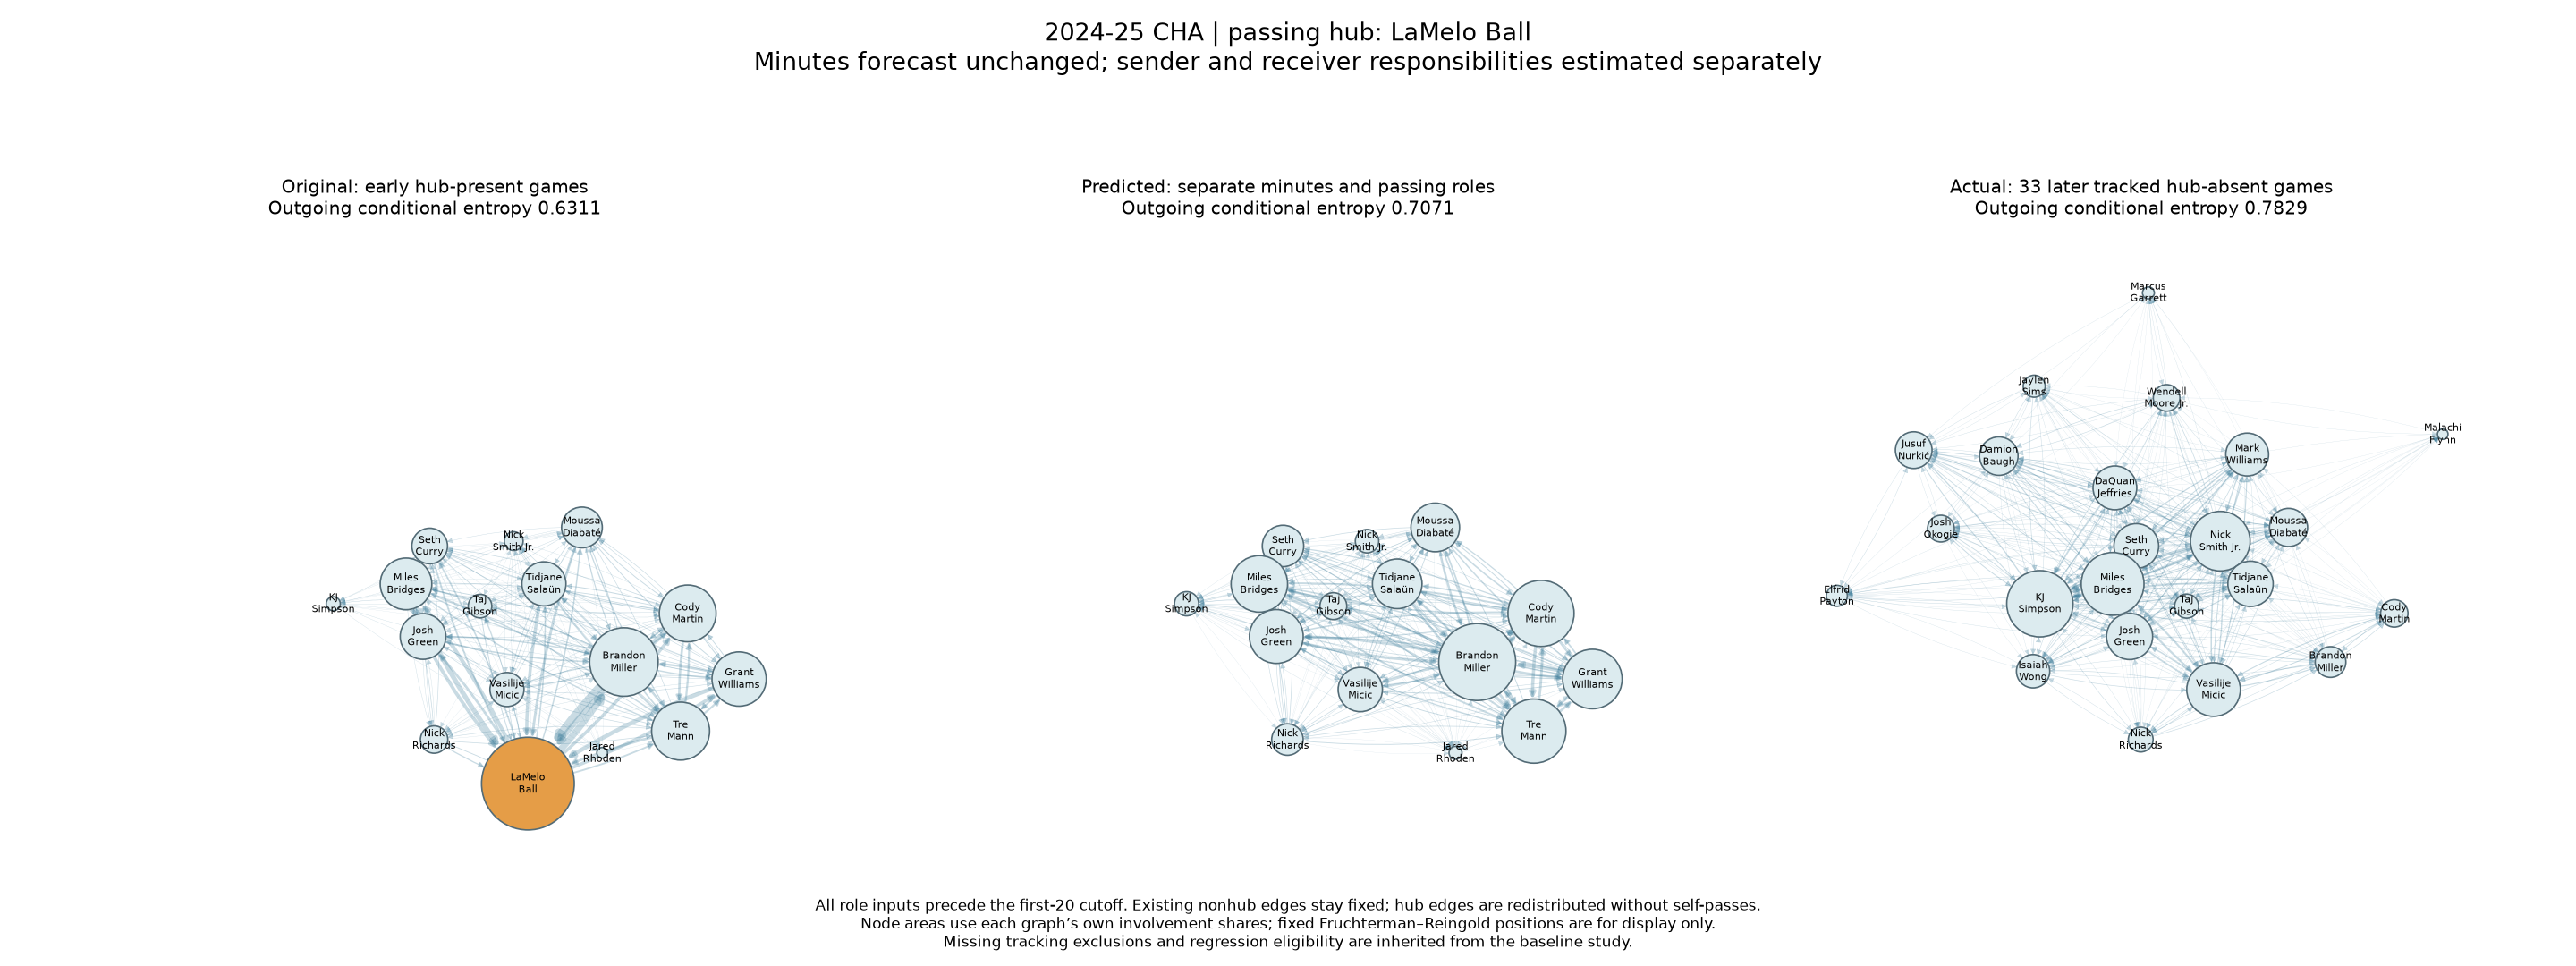 2024-25 CHA | passing hub: LaMelo Ball
Minutes forecast unchanged; sender and receiver responsibilities estimated separately
Original: early hub-present games
Outgoing conditional entropy 0.6311
Moussa
Diabaté
Nick
Smith Jr.
Seth
Curry
Miles
Bridges
Tidjane
Salaün
KJ
Simpson
Taj
Gibson
Cody
Martin
Josh
Green
Brandon
Miller
Grant
Williams
Vasilije
Micic
Tre
Mann
Nick
Richards
Jared
Rhoden
LaMelo
Ball
Predicted: separate minutes and passing roles
Outgoing conditional entropy 0.7071
Moussa
Diabaté
Nick
Smith Jr.
Seth
Curry
Miles
Bridges
Tidjane
Salaün
KJ
Simpson
Taj
Gibson
Cody
Martin
Josh
Green
Brandon
Miller
Grant
Williams
Vasilije
Micic
Tre
Mann
Nick
Richards
Jared
Rhoden
Actual: 33 later tracked hub-absent games
Outgoing conditional entropy 0.7829
Marcus
Garrett
Jaylen
Sims
Wendell
Moore Jr.
Malachi
Flynn
Jusuf
Nurkić
Damion
Baugh
Mark
Williams
DaQuan
Jeffries
Josh
Okogie
Seth
Curry
Nick
Smith Jr.
Moussa
Diabaté
Elfrid
Payton
KJ
Simpson
Miles
Bridges
Tidjane
Salaün
Taj
Gibson
Cody
Martin
Josh
Green
Isaiah
Wong
Brandon
Miller
Vasilije
Micic
Nick
Richards
All role inputs precede the first-20 cutoff. Existing nonhub edges stay fixed; hub edges are redistributed without self-passes.
Node areas use each graph’s own involvement shares; fixed Fruchterman–Reingold positions are for display only.
Missing tracking exclusions and regression eligibility are inherited from the baseline study.